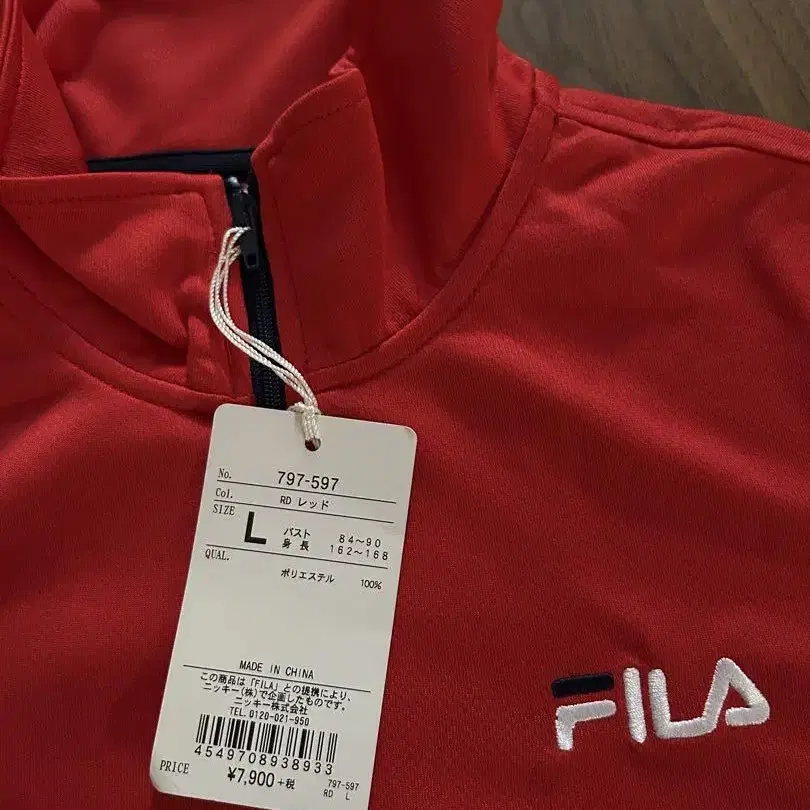 No. 797-597
Col. RD レッド
SIZE L バスト 84～90
身長 162～168
QUAL.
ポリエステル 100%
MADE IN CHINA
この商品は「FILA」との提携により、
ニッキー(株)で企画したものです。
ニッキー株式会社
TEL.0120-021-950
4549708938933
PRICE ¥7,900+税
797-597
RD L
FILA